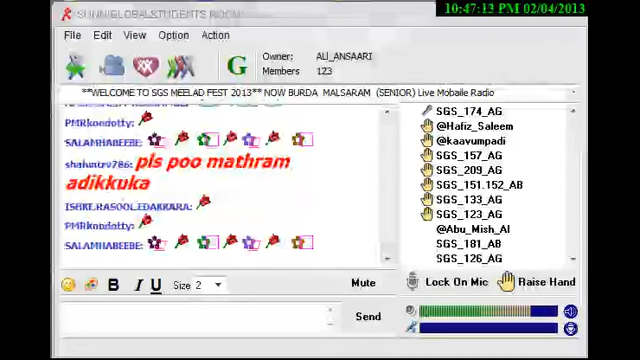 10:47:13 PM 02/04/2013
SUNNIGLOBALSTUDENTS ROOM
File Edit View Option Action
G
Owner: ALI_ANSAARI
Members 123
**WELCOME TO SGS MEELAD FEST 2013** NOW BURDA MALSARAM (SENIOR) Live Mobaile Radio
PMRkondotty:
SALAMHABEEBE:
pls poo mathram
adikkuka
ISHKE.RASOOL.EDAKKARA:
PMRkondotty:
SALAMHABEEBE:
SGS_174_AG
@Hafiz_Saleem
@kaavumpadi
SGS_157_AG
SGS_209_AG
SGS_151.152_AB
SGS_133_AG
SGS_123_AG
@Abu_Mish_Al
SGS_181_AB
SGS_126_AG
B I U Size 2 Mute
Lock On Mic Raise Hand
Send